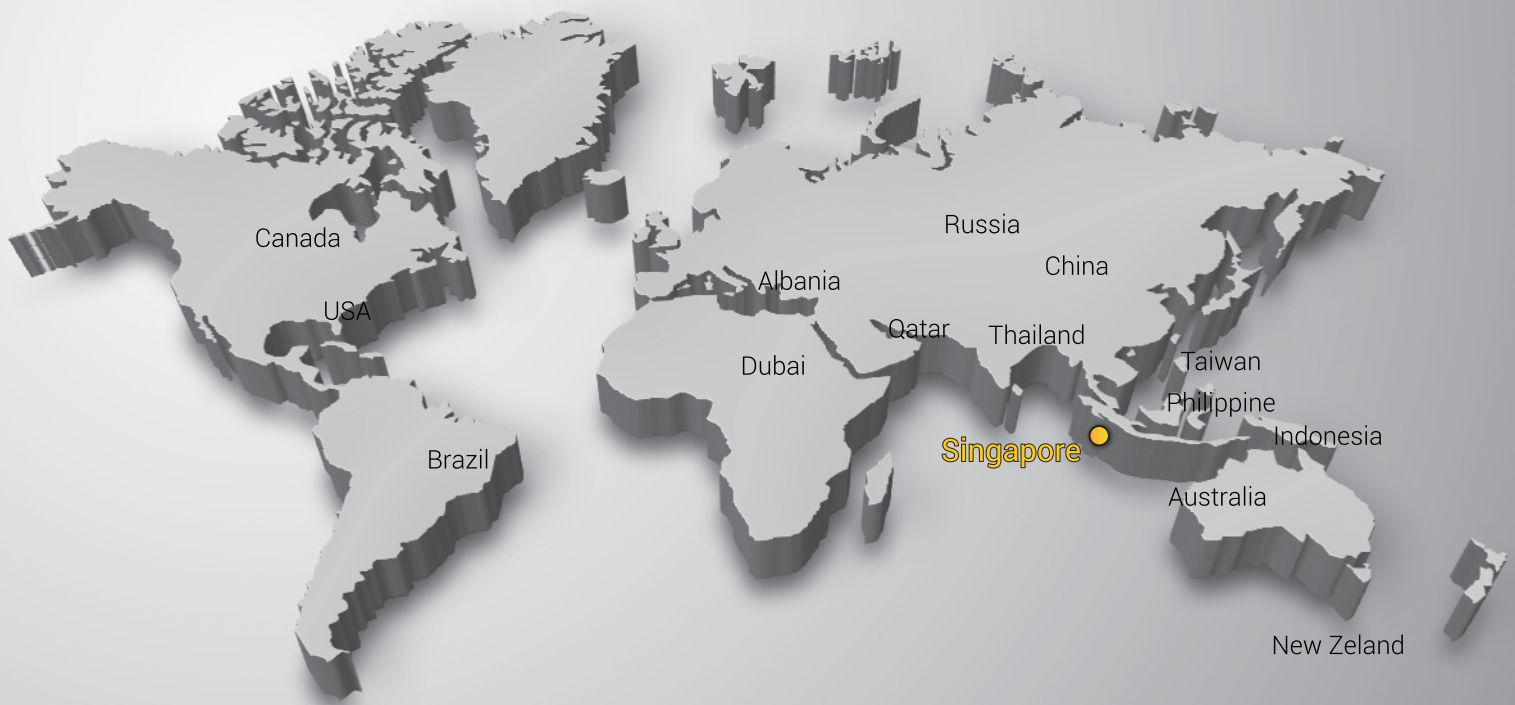 Russia
Canada
China
Albania
USA
Qatar
Thailand
Taiwan
Dubai
Philippine
Indonesia
Singapore
Brazil
Australia
New Zeland